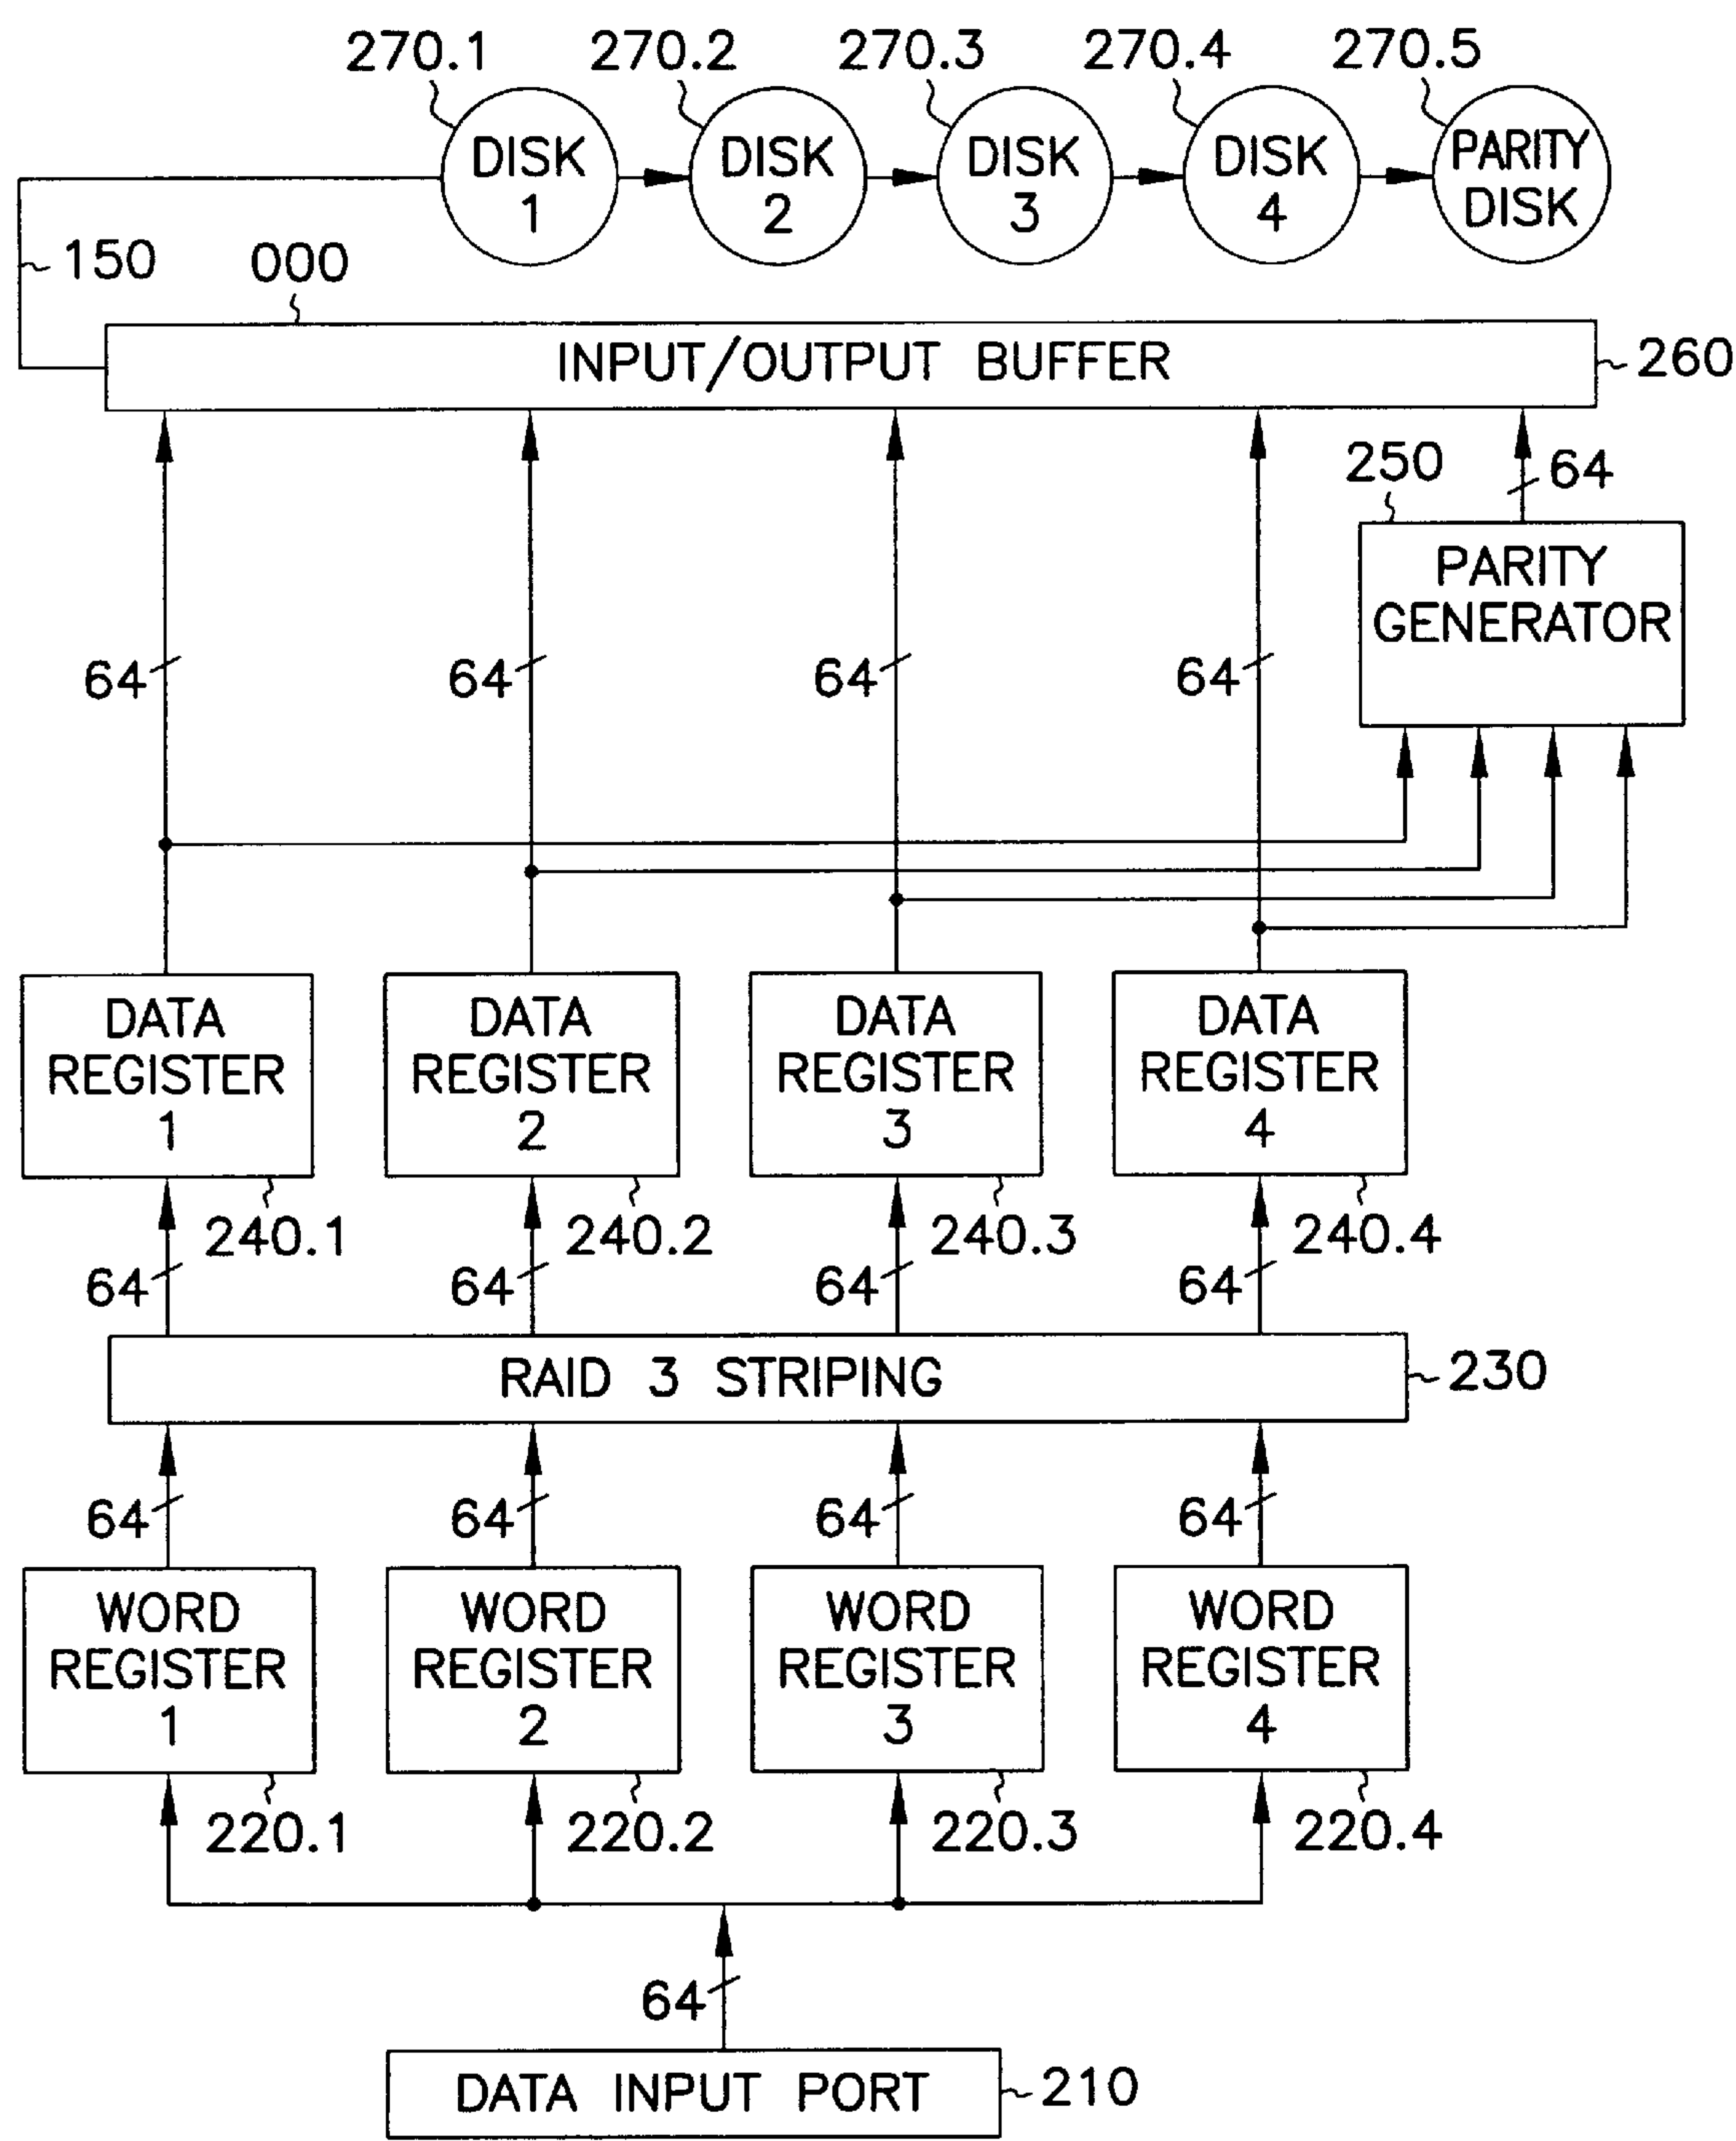 270.1 270.2 270.3 270.4 270.5
DISK 1
DISK 2
DISK 3
DISK 4
PARITY DISK
150
000
INPUT/OUTPUT BUFFER
260
250
64
PARITY
GENERATOR
64 64 64 64
DATA
REGISTER
1
DATA
REGISTER
2
DATA
REGISTER
3
DATA
REGISTER
4
240.1 240.2 240.3 240.4
64 64 64 64
RAID 3 STRIPING
230
64 64 64 64
WORD
REGISTER
1
WORD
REGISTER
2
WORD
REGISTER
3
WORD
REGISTER
4
220.1 220.2 220.3 220.4
64
DATA INPUT PORT
210